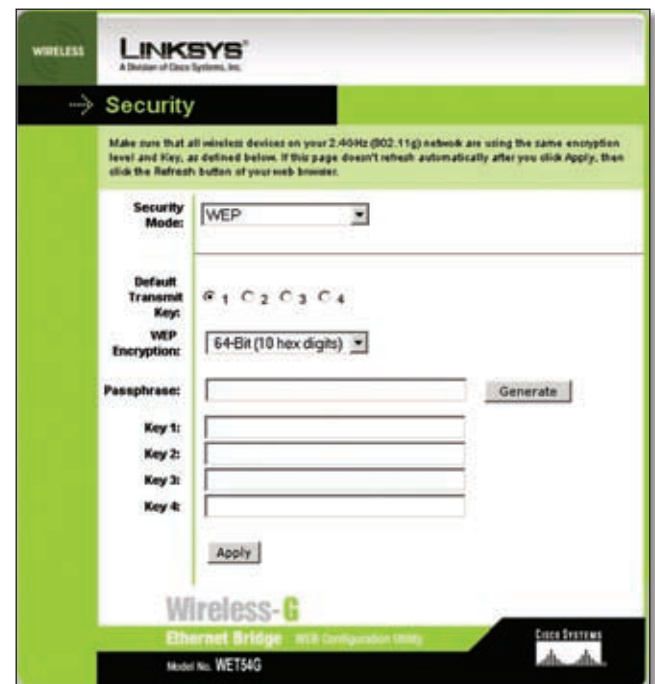 WIRELESS
LINKSYS®
A Division of Cisco Systems, Inc.
Security
Make sure that all wireless devices on your 2.4GHz (802.11g) network are using the same encryption
level and Key, as defined below. If this page doesn't refresh automatically after you click Apply, then
click the Refresh button of your web browser.
Security
Mode:
WEP
Default
Transmit
Key:
1 2 3 4
WEP
Encryption:
64-Bit (10 hex digits)
Passphrase:
Generate
Key 1:
Key 2:
Key 3:
Key 4:
Apply
Wireless-G
Ethernet Bridge WEB Configuration Utility
CISCO SYSTEMS
Model No. WET54G